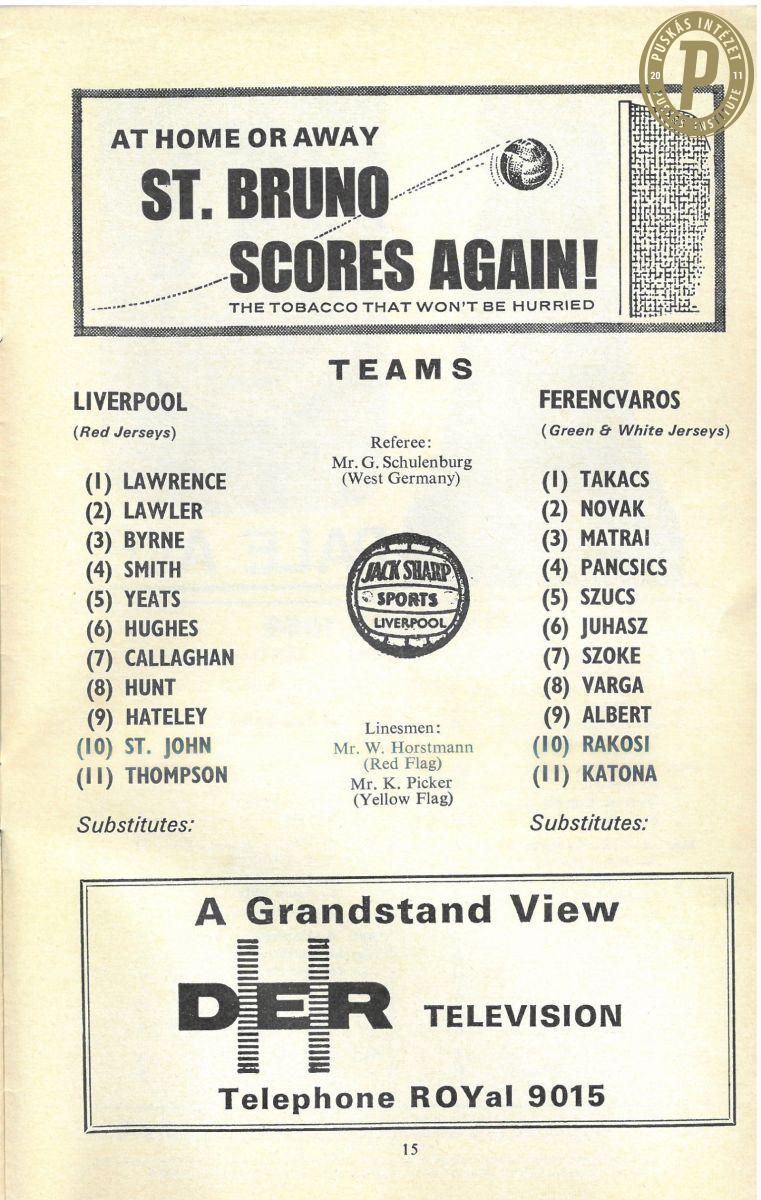 PUSKÁS INTÉZET
20 P 11
PUSKÁS INSTITUTE
AT HOME OR AWAY
ST. BRUNO
SCORES AGAIN!
THE TOBACCO THAT WON'T BE HURRIED
TEAMS
LIVERPOOL
(Red Jerseys)
(1) LAWRENCE
(2) LAWLER
(3) BYRNE
(4) SMITH
(5) YEATS
(6) HUGHES
(7) CALLAGHAN
(8) HUNT
(9) HATELEY
(10) ST. JOHN
(11) THOMPSON
Substitutes:
Referee:
Mr. G. Schulenburg
(West Germany)
JACK SHARP
SPORTS
LIVERPOOL
Linesmen:
Mr. W. Horstmann
(Red Flag)
Mr. K. Picker
(Yellow Flag)
FERENCVAROS
(Green & White Jerseys)
(1) TAKACS
(2) NOVAK
(3) MATRAI
(4) PANCSICS
(5) SZUCS
(6) JUHASZ
(7) SZOKE
(8) VARGA
(9) ALBERT
(10) RAKOSI
(11) KATONA
Substitutes:
A Grandstand View
DER TELEVISION
Telephone ROYal 9015
15